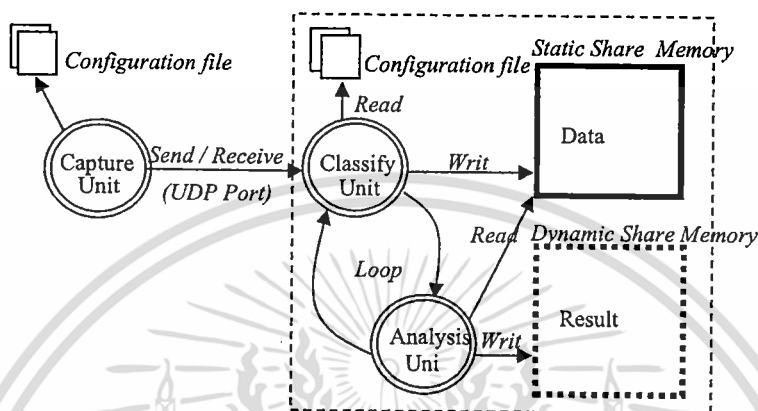 Static Share Memory
Configuration file
Configuration file
Read
Data
Capture
Unit
Send / Receive
(UDP Port)
Classify
Unit
Writ
Read
Dynamic Share Memory
Loop
Analysis
Uni
Writ
Result